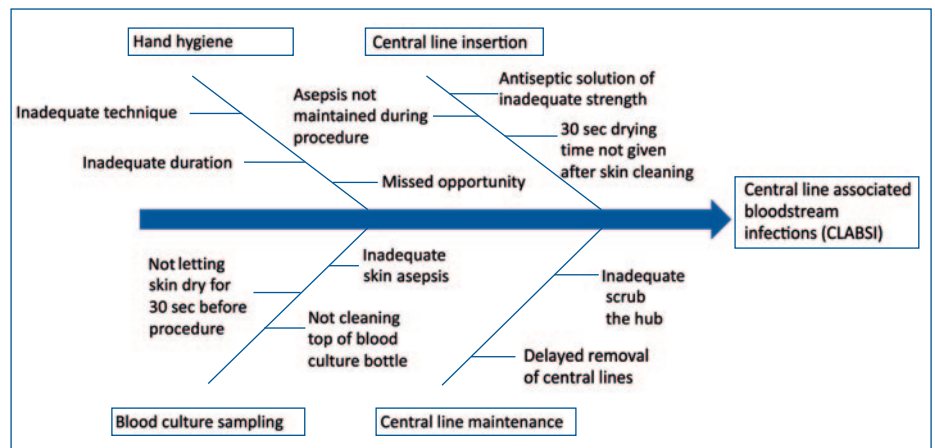 Hand hygiene
Central line insertion
Inadequate technique
Inadequate duration
Missed opportunity
Asepsis not
maintained during
procedure
Antiseptic solution of
inadequate strength
30 sec drying
time not given
after skin cleaning
Central line associated
bloodstream
infections (CLABSI)
Not letting
skin dry for
30 sec before
procedure
Inadequate
skin asepsis
Not cleaning
top of blood
culture bottle
Inadequate
scrub
the hub
Delayed removal
of central lines
Blood culture sampling
Central line maintenance